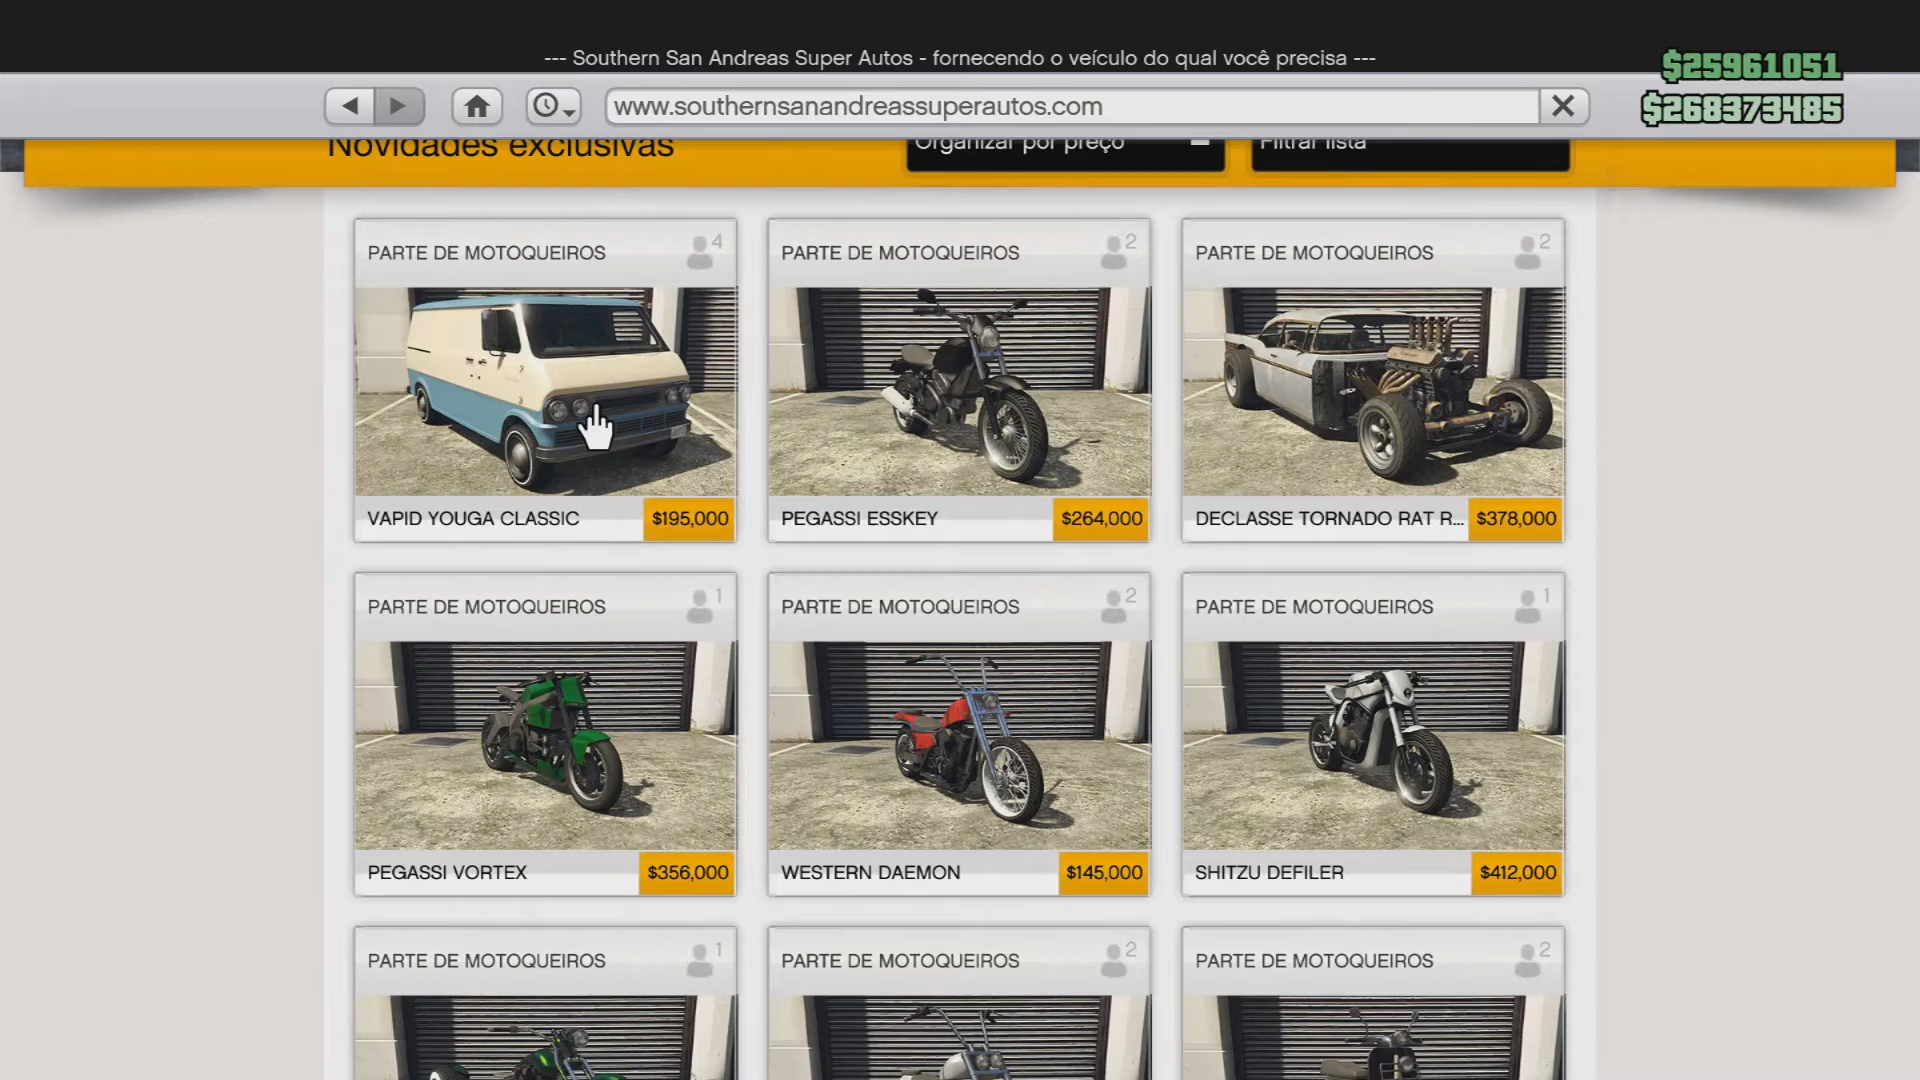 --- Southern San Andreas Super Autos - fornecendo o veículo do qual você precisa ---
$25961051
www.southernsanandreassuperautos.com
$268373485
Novidades exclusivas
Organizar por preço
Filtrar lista
PARTE DE MOTOQUEIROS 4
PARTE DE MOTOQUEIROS 2
PARTE DE MOTOQUEIROS 2
VAPID YOUGA CLASSIC $195,000
PEGASSI ESSKEY $264,000
DECLASSE TORNADO RAT R... $378,000
PARTE DE MOTOQUEIROS 1
PARTE DE MOTOQUEIROS 2
PARTE DE MOTOQUEIROS 1
PEGASSI VORTEX $356,000
WESTERN DAEMON $145,000
SHITZU DEFILER $412,000
PARTE DE MOTOQUEIROS 1
PARTE DE MOTOQUEIROS 2
PARTE DE MOTOQUEIROS 2